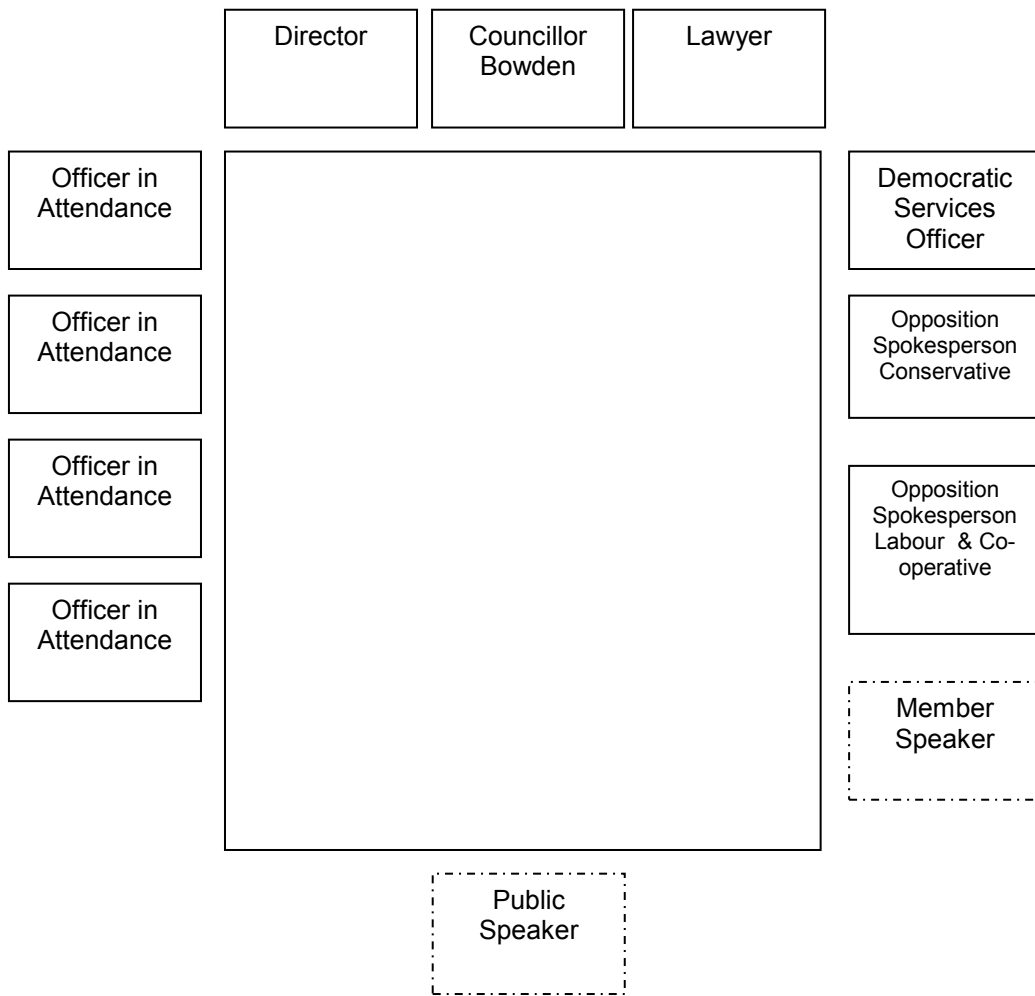 Director
Councillor
Bowden
Lawyer
Officer in
Attendance
Democratic
Services
Officer
Officer in
Attendance
Opposition
Spokesperson
Conservative
Officer in
Attendance
Opposition
Spokesperson
Labour & Co-
operative
Officer in
Attendance
Member
Speaker
Public
Speaker